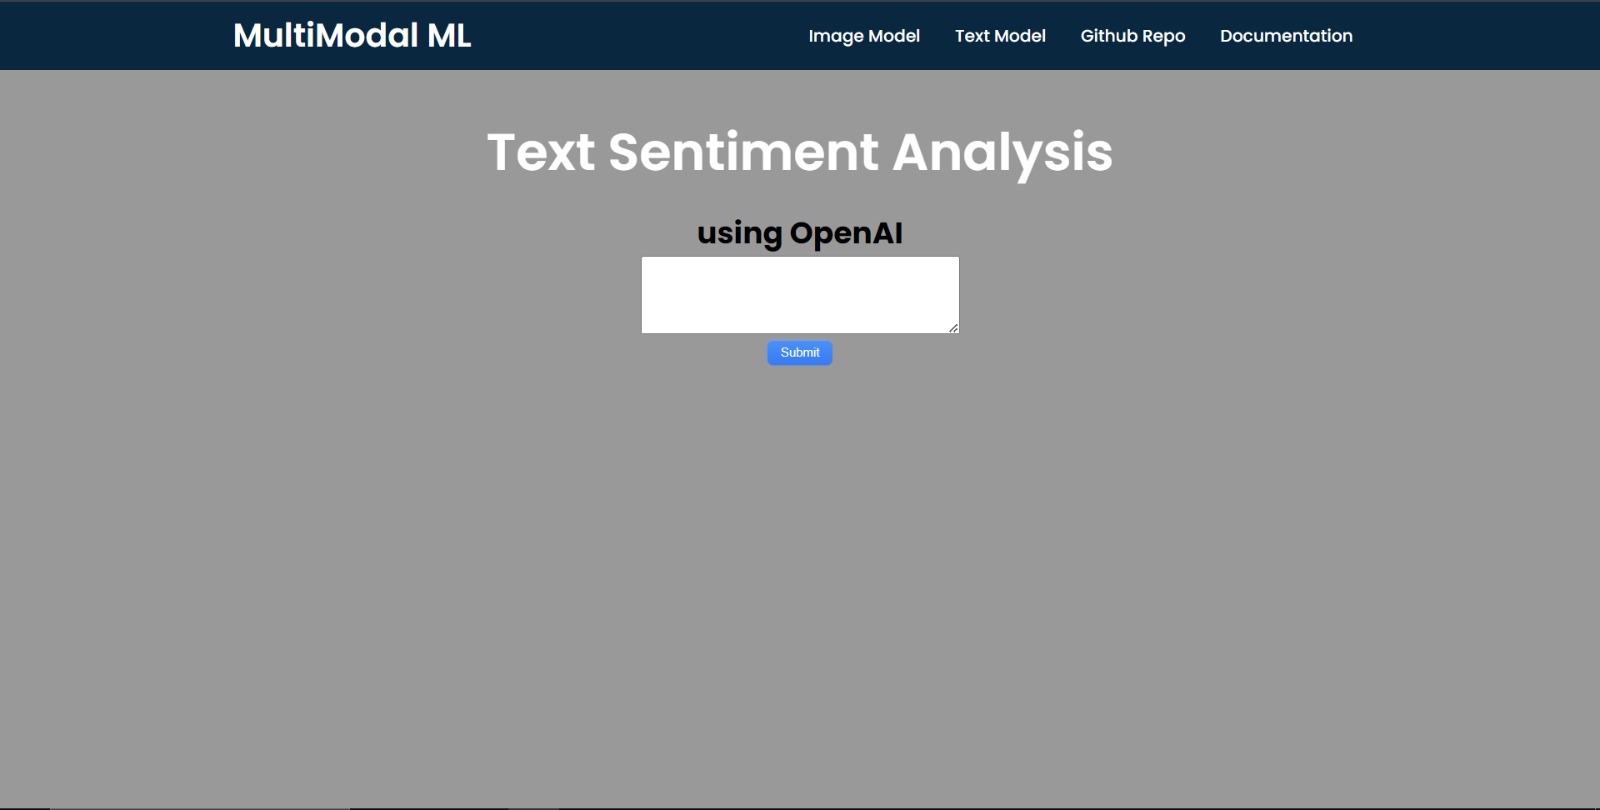 MultiModal ML
Image Model Text Model Github Repo Documentation
Text Sentiment Analysis
using OpenAI
Submit